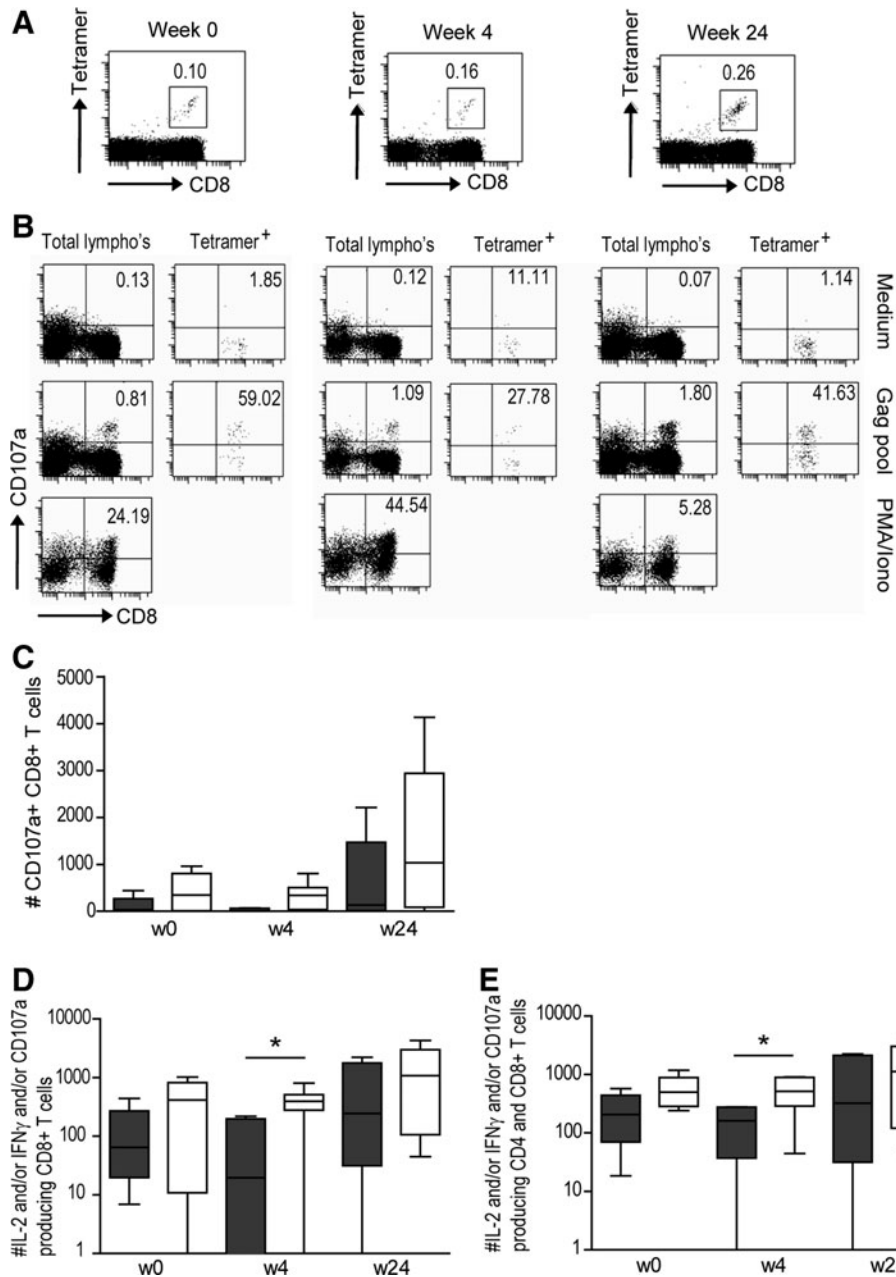 A
Week 0
Week 4
Week 24
Tetramer
0.10
CD8
Tetramer
0.16
CD8
Tetramer
0.26
CD8
B
Total lympho's
Tetramer+
Total lympho's
Tetramer+
Total lympho's
Tetramer+
0.13
1.85
0.12
11.11
0.07
1.14
Medium
0.81
59.02
1.09
27.78
1.80
41.63
Gag pool
24.19
44.54
5.28
PMA/Iono
CD107a
CD8
C
# CD107a+ CD8+ T cells
5000
4000
3000
2000
1000
0
w0
w4
w24
D
#IL-2 and/or IFNγ and/or CD107a
producing CD8+ T cells
10000
1000
100
10
1
*
w0
w4
w24
E
#IL-2 and/or IFNγ and/or CD107a
producing CD4 and CD8+ T cells
10000
1000
100
10
1
*
w0
w4
w2